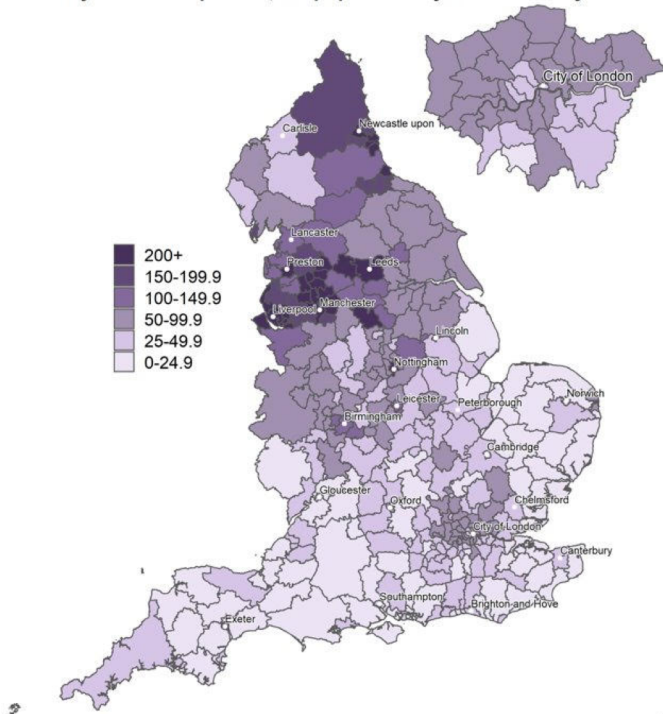 City of London
Newcastle upon
Carlisle
Lancaster
Preston
Leeds
Liverpool
Manchester
Lincoln
Nottingham
Leicester
Peterborough
Norwich
Birmingham
Cambridge
Gloucester
Oxford
Chelmsford
City of London
Canterbury
Southampton
Brighton and Hove
Exeter
200+
150-199.9
100-149.9
50-99.9
25-49.9
0-24.9